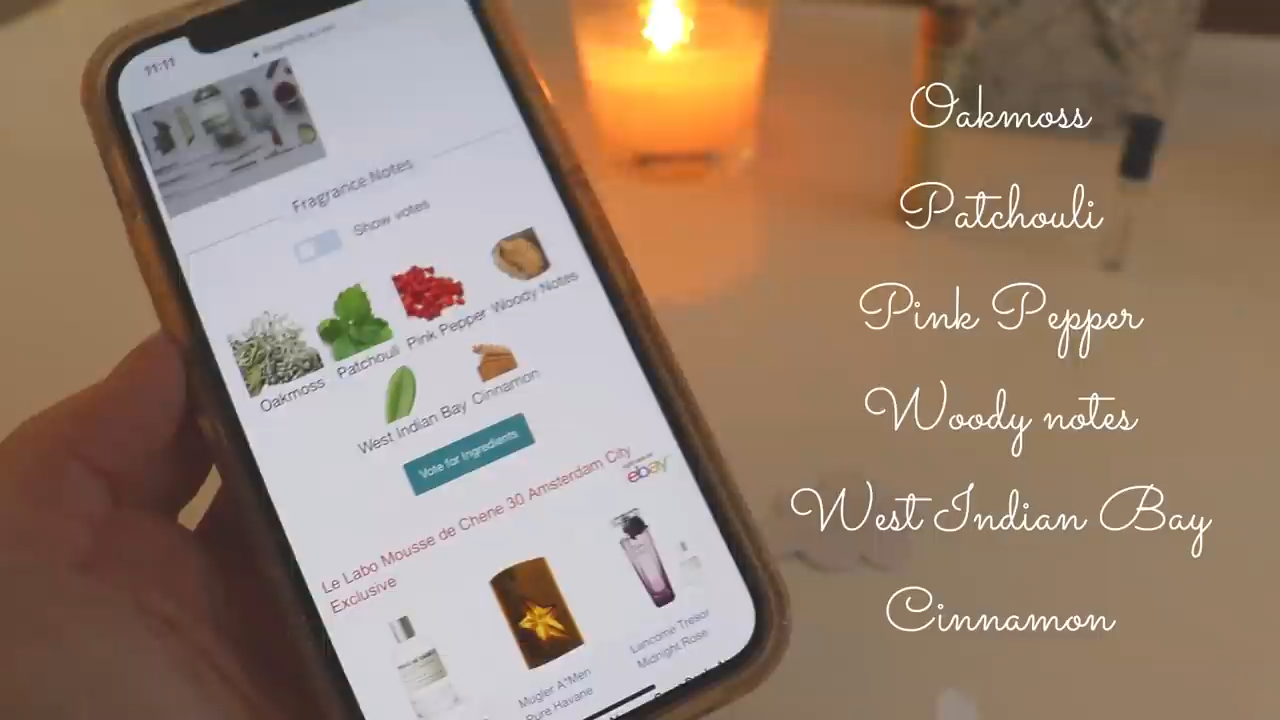 11:11
Fragrance Notes
Show votes
Oakmoss
Patchouli
Pink Pepper
Woody Notes
West Indian Bay
Cinnamon
Vote for Ingredients
Le Labo Mousse de Chene 30 Amsterdam City
Exclusive
ebay
Mugler A*Men
Pure Havane
Lancome Tresor
Midnight Rose
Oakmoss
Patchouli
Pink Pepper
Woody notes
West Indian Bay
Cinnamon